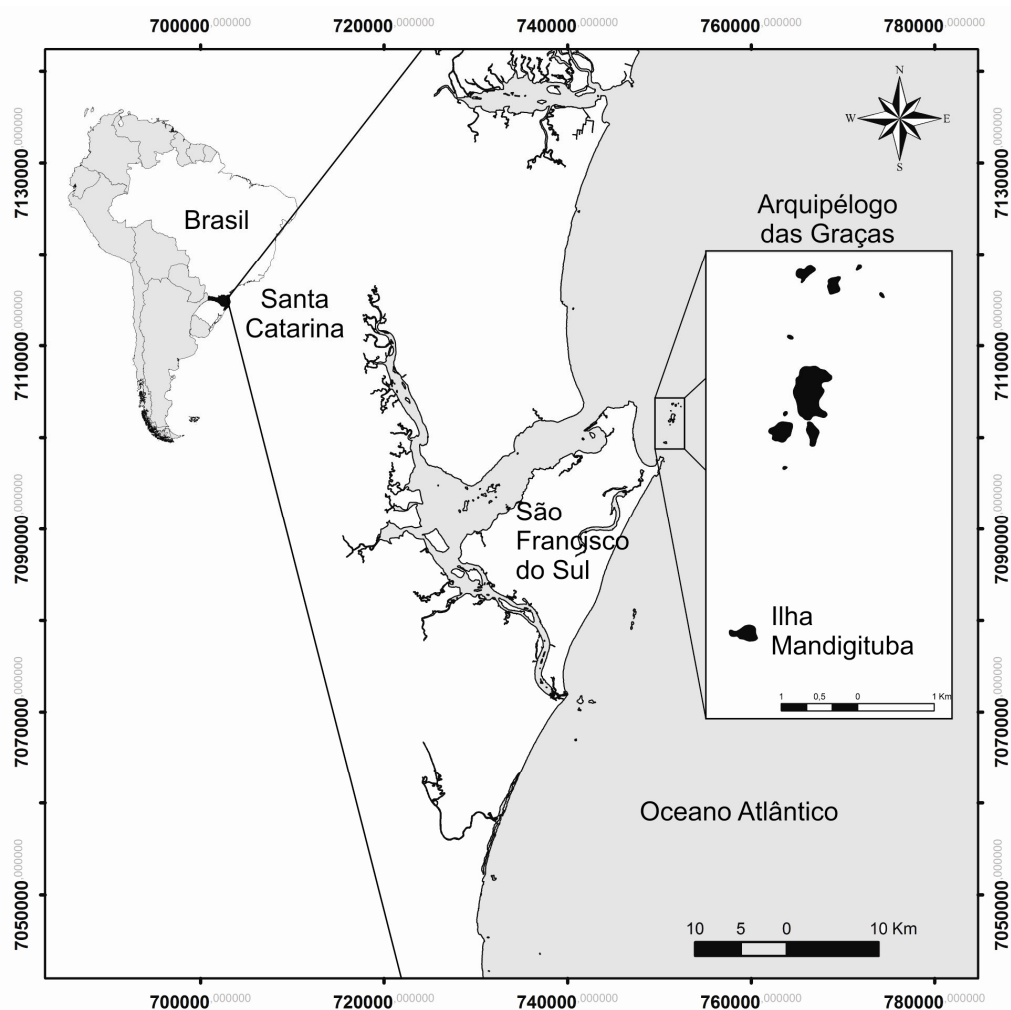 700000,000000 720000,000000 740000,000000 760000,000000 780000,000000
N
W E
S
7130000,000000
7130000,000000
Arquipélogo
das Graças
Brasil
Santa
Catarina
7110000,000000
7110000,000000
São
Francisco
do Sul
7090000,000000
7090000,000000
Ilha
Mandigituba
1 0,5 0 1 Km
7070000,000000
7070000,000000
Oceano Atlântico
10 5 0 10 Km
7050000,000000
7050000,000000
700000,000000 720000,000000 740000,000000 760000,000000 780000,000000